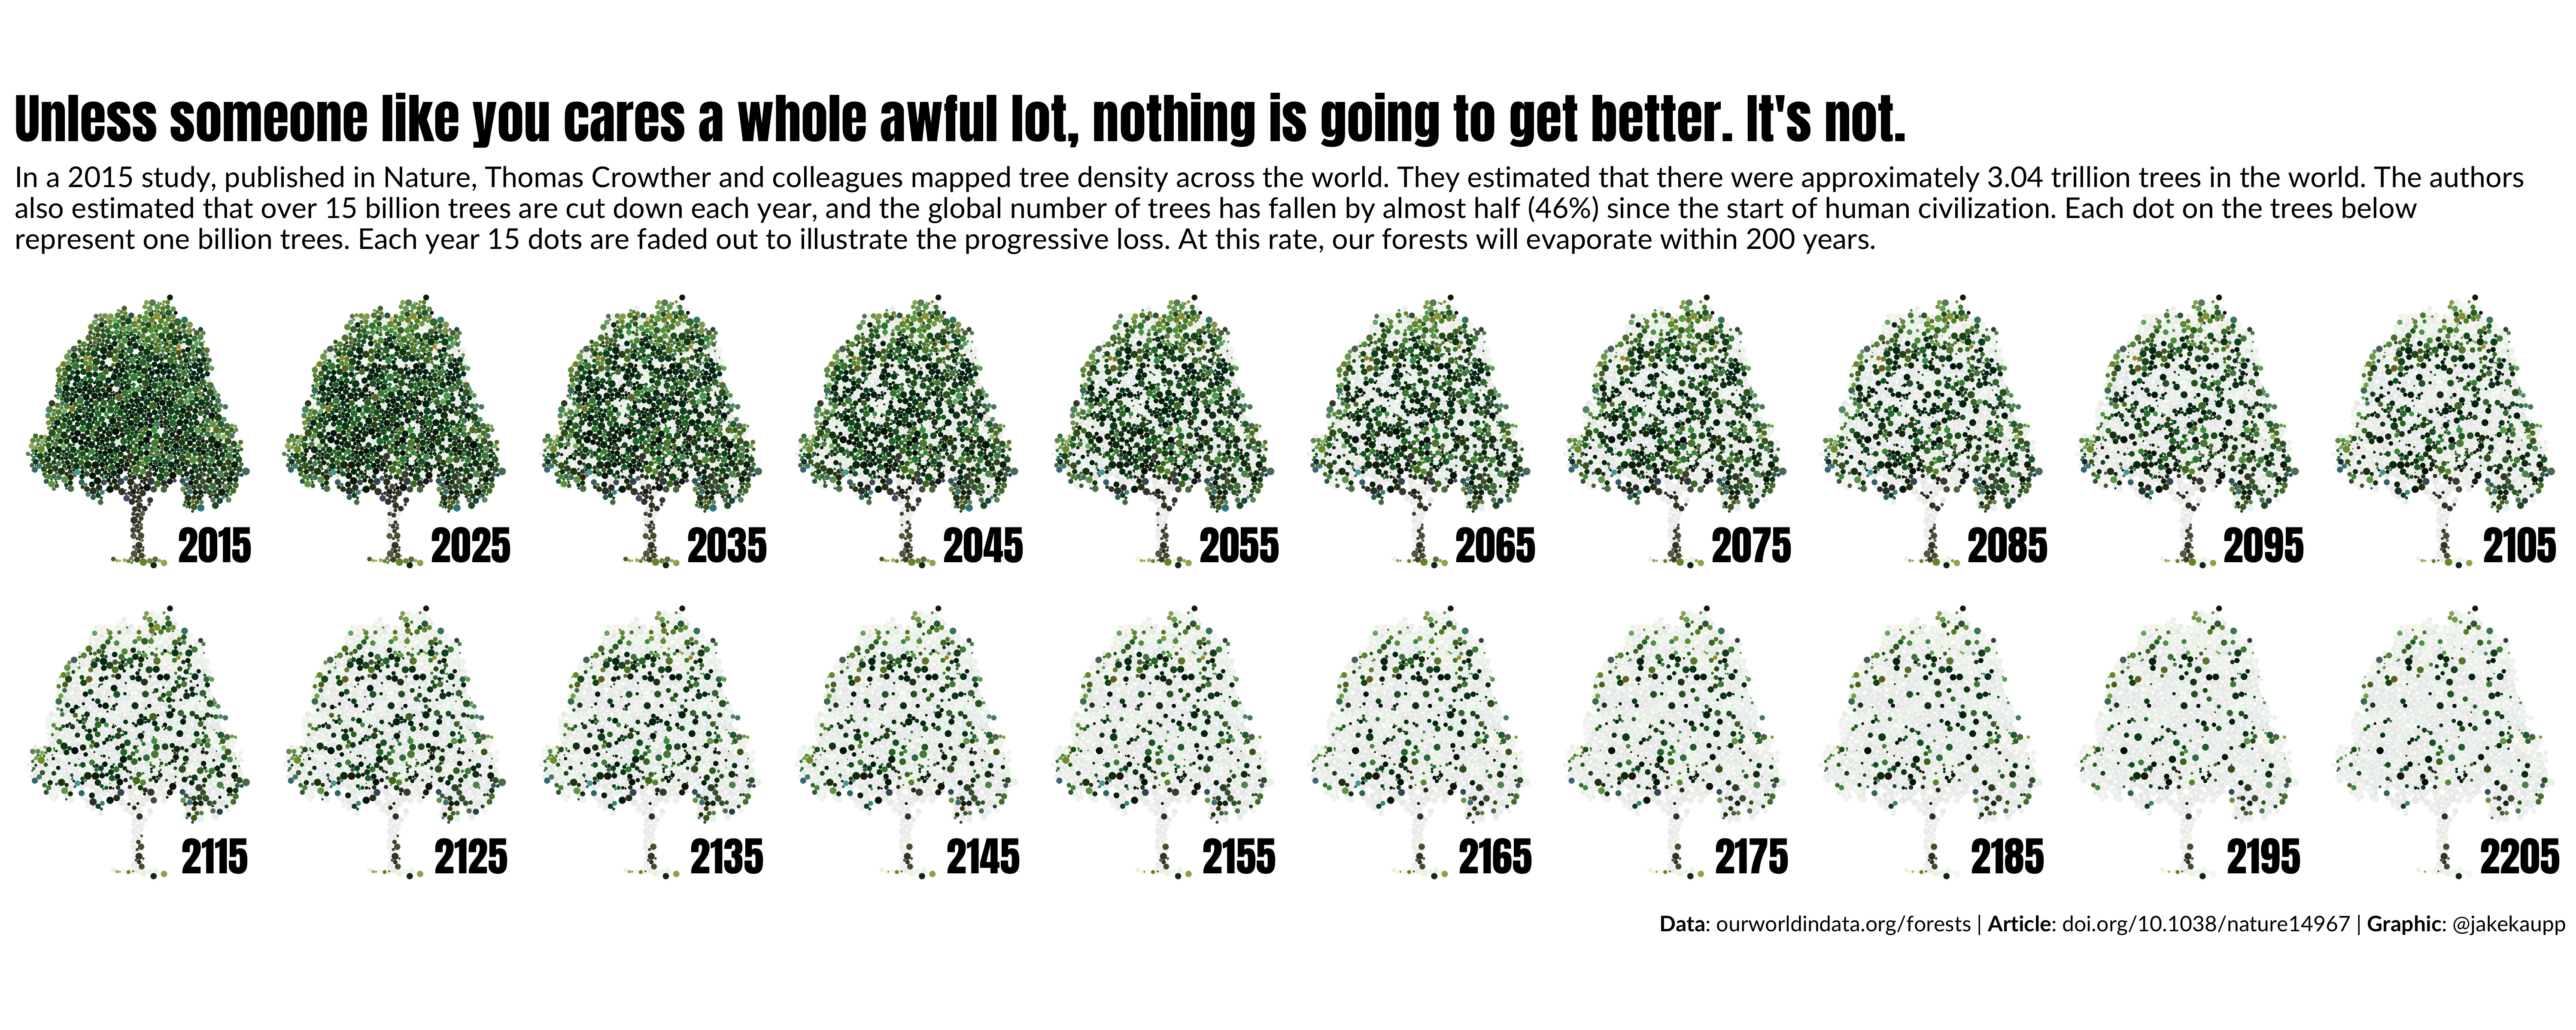 Unless someone like you cares a whole awful lot, nothing is going to get better. It's not.
In a 2015 study, published in Nature, Thomas Crowther and colleagues mapped tree density across the world. They estimated that there were approximately 3.04 trillion trees in the world. The authors
also estimated that over 15 billion trees are cut down each year, and the global number of trees has fallen by almost half (46%) since the start of human civilization. Each dot on the trees below
represent one billion trees. Each year 15 dots are faded out to illustrate the progressive loss. At this rate, our forests will evaporate within 200 years.
2015 2025 2035 2045 2055 2065 2075 2085 2095 2105
2115 2125 2135 2145 2155 2165 2175 2185 2195 2205
Data: ourworldindata.org/forests | Article: doi.org/10.1038/nature14967 | Graphic: @jakekaupp